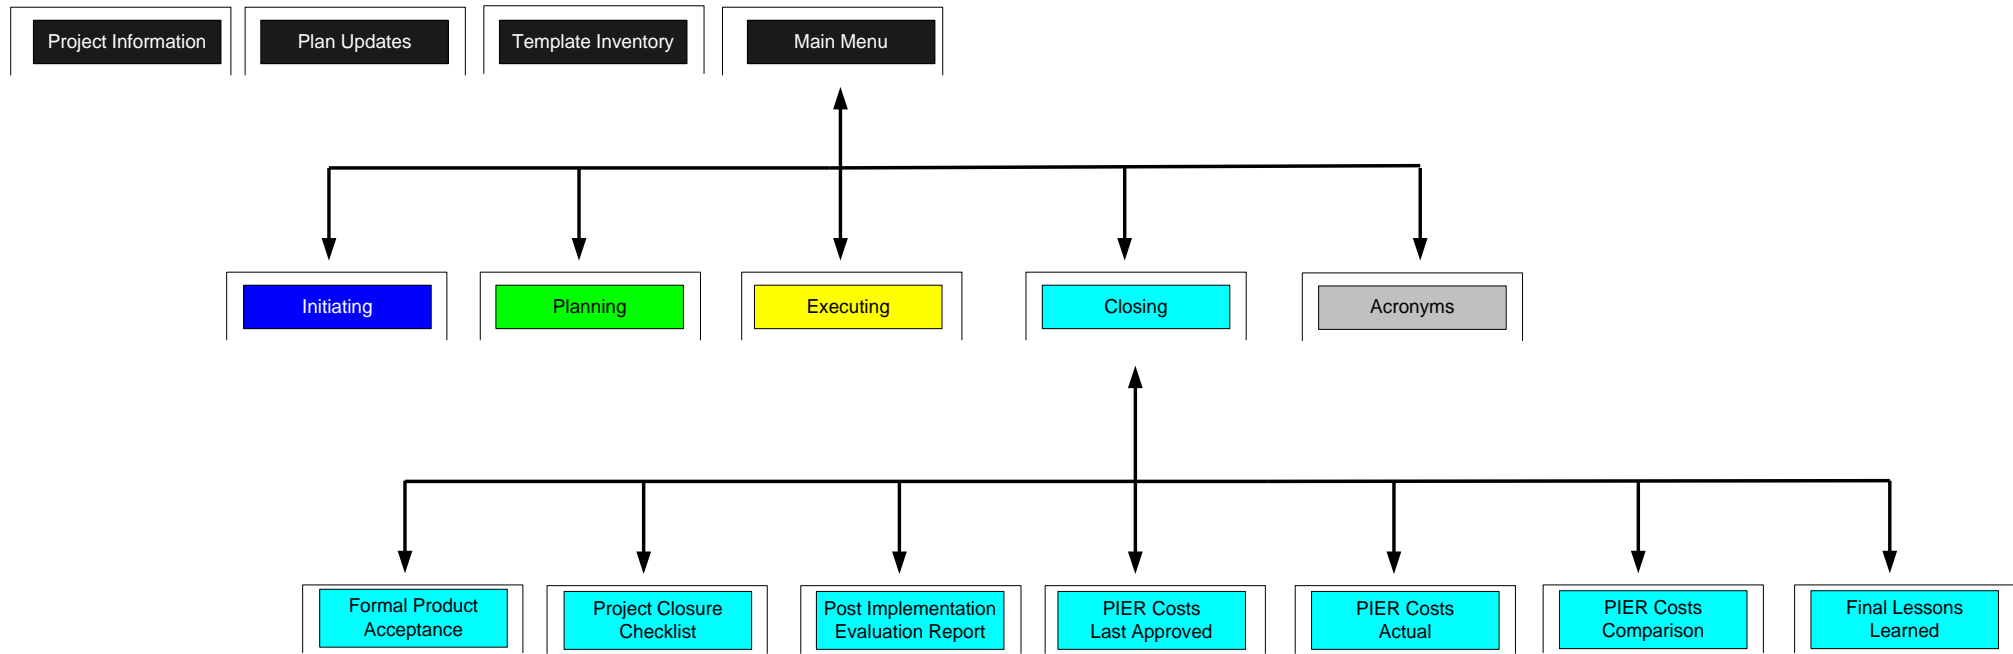 Project Information
Plan Updates
Template Inventory
Main Menu
Initiating
Planning
Executing
Closing
Acronyms
Formal Product
Acceptance
Project Closure
Checklist
Post Implementation
Evaluation Report
PIER Costs
Last Approved
PIER Costs
Actual
PIER Costs
Comparison
Final Lessons
Learned